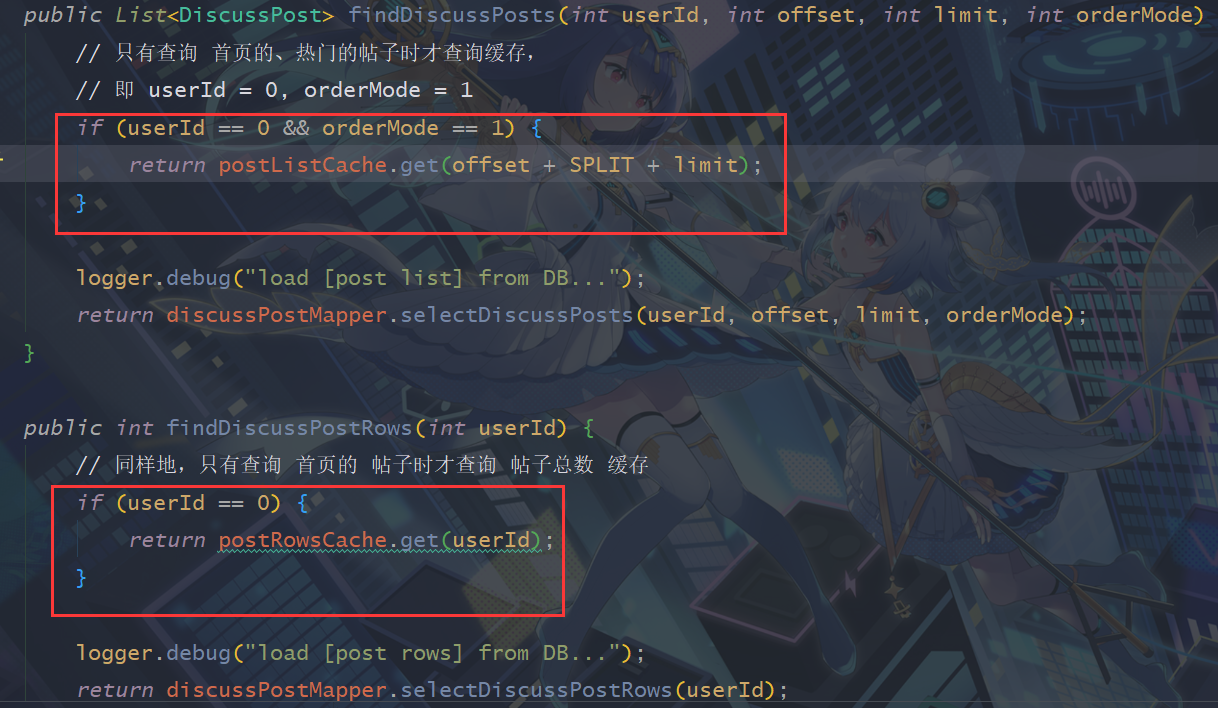 public List<DiscussPost> findDiscussPosts(int userId, int offset, int limit, int orderMode)
// 只有查询 首页的、热门的帖子时才查询缓存,
// 即 userId = 0, orderMode = 1
if (userId == 0 && orderMode == 1) {
return postListCache.get(offset + SPLIT + limit);
}
logger.debug("load [post list] from DB...");
return discussPostMapper.selectDiscussPosts(userId, offset, limit, orderMode);
}
public int findDiscussPostRows(int userId) {
// 同样地，只有查询 首页的 帖子时才查询 帖子总数 缓存
if (userId == 0) {
return postRowsCache.get(userId);
}
logger.debug("load [post rows] from DB...");
return discussPostMapper.selectDiscussPostRows(userId);